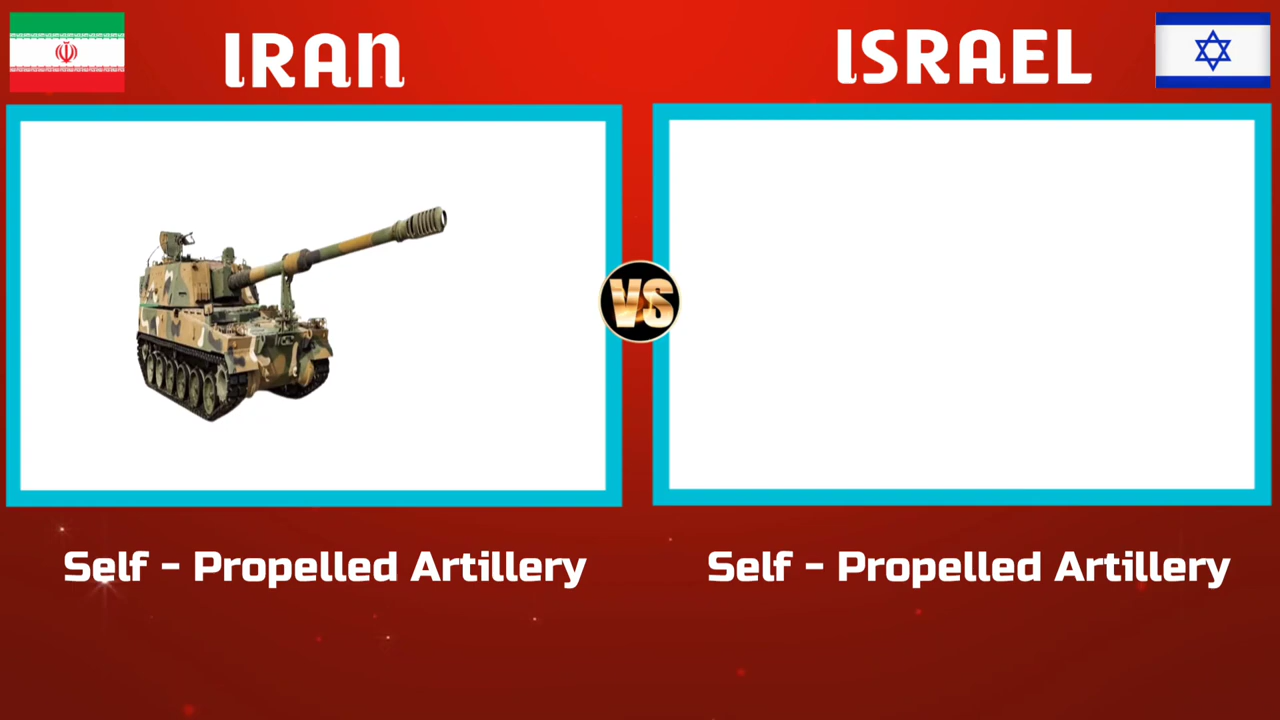 IRAN
ISRAEL
VS
Self - Propelled Artillery
Self - Propelled Artillery